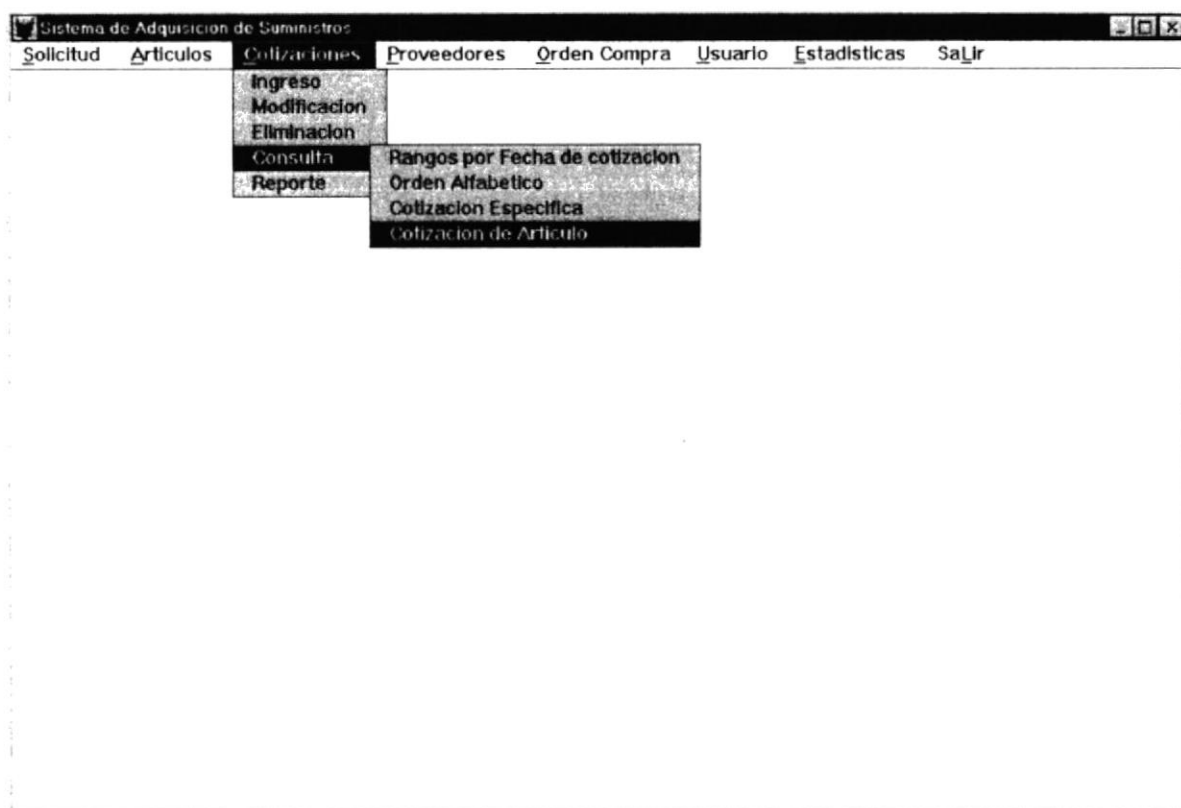 Sistema de Adquisicion de Suministros
Solicitud Articulos Cotizaciones Proveedores Orden Compra Usuario Estadisticas SaLir
Ingreso
Modificacion
Eliminacion
Consulta
Reporte
Rangos por Fecha de cotizacion
Orden Alfabetico
Cotizacion Especifica
Cotizacion de Articulo